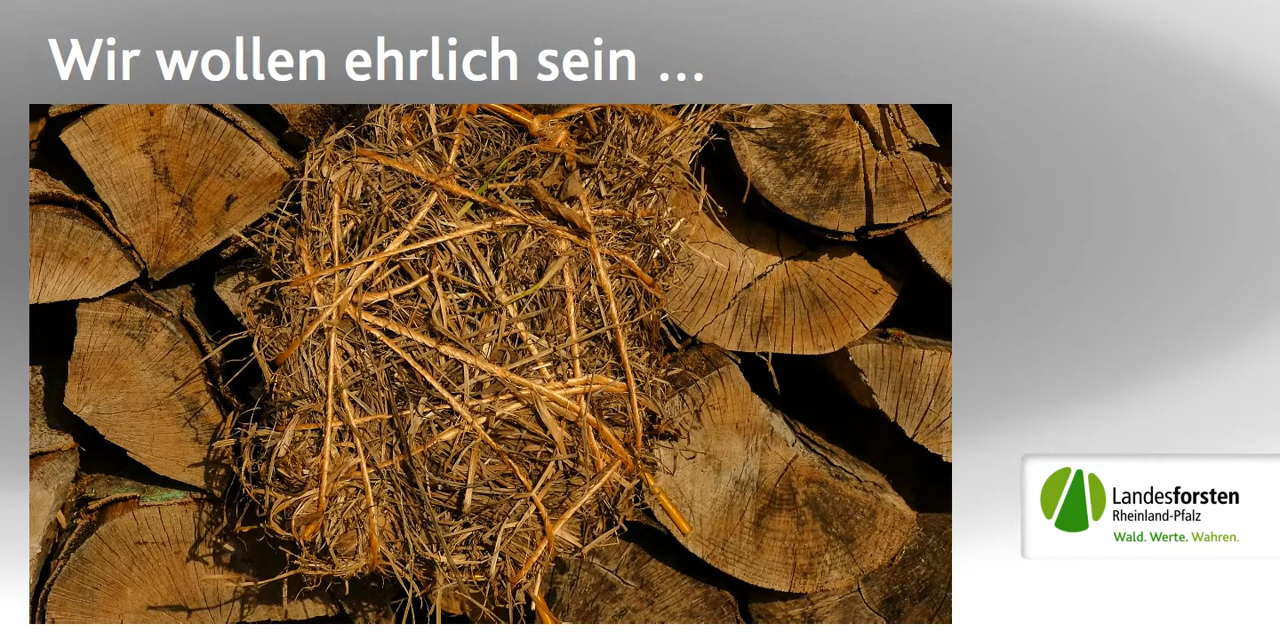 Wir wollen ehrlich sein ...
Landesforsten
Rheinland-Pfalz
Wald. Werte. Wahren.